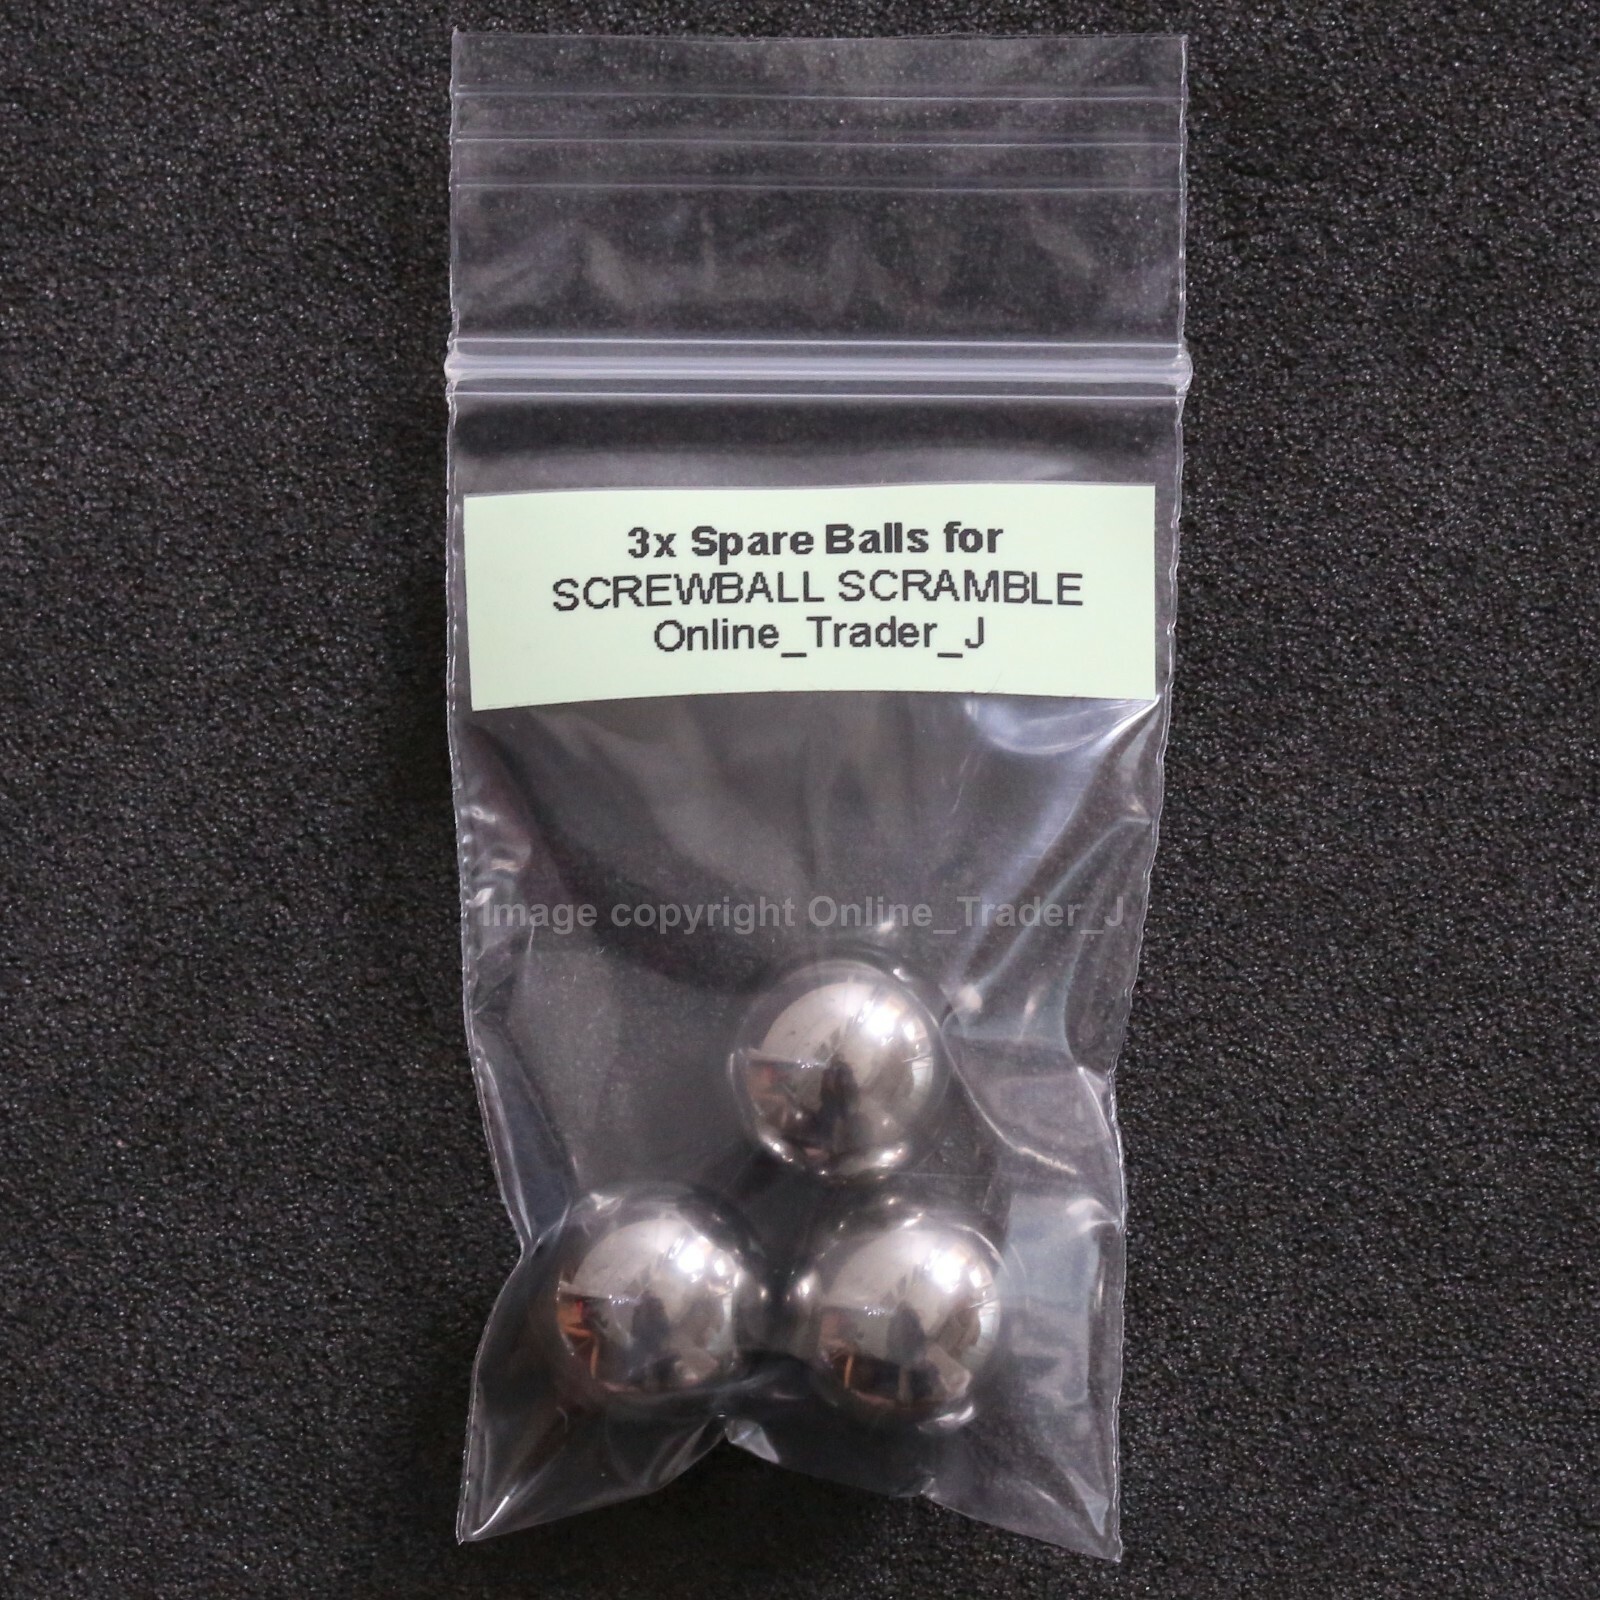 3x Spare Balls for
SCREWBALL SCRAMBLE
Online_Trader_J
Image copyright Online_Trader_J